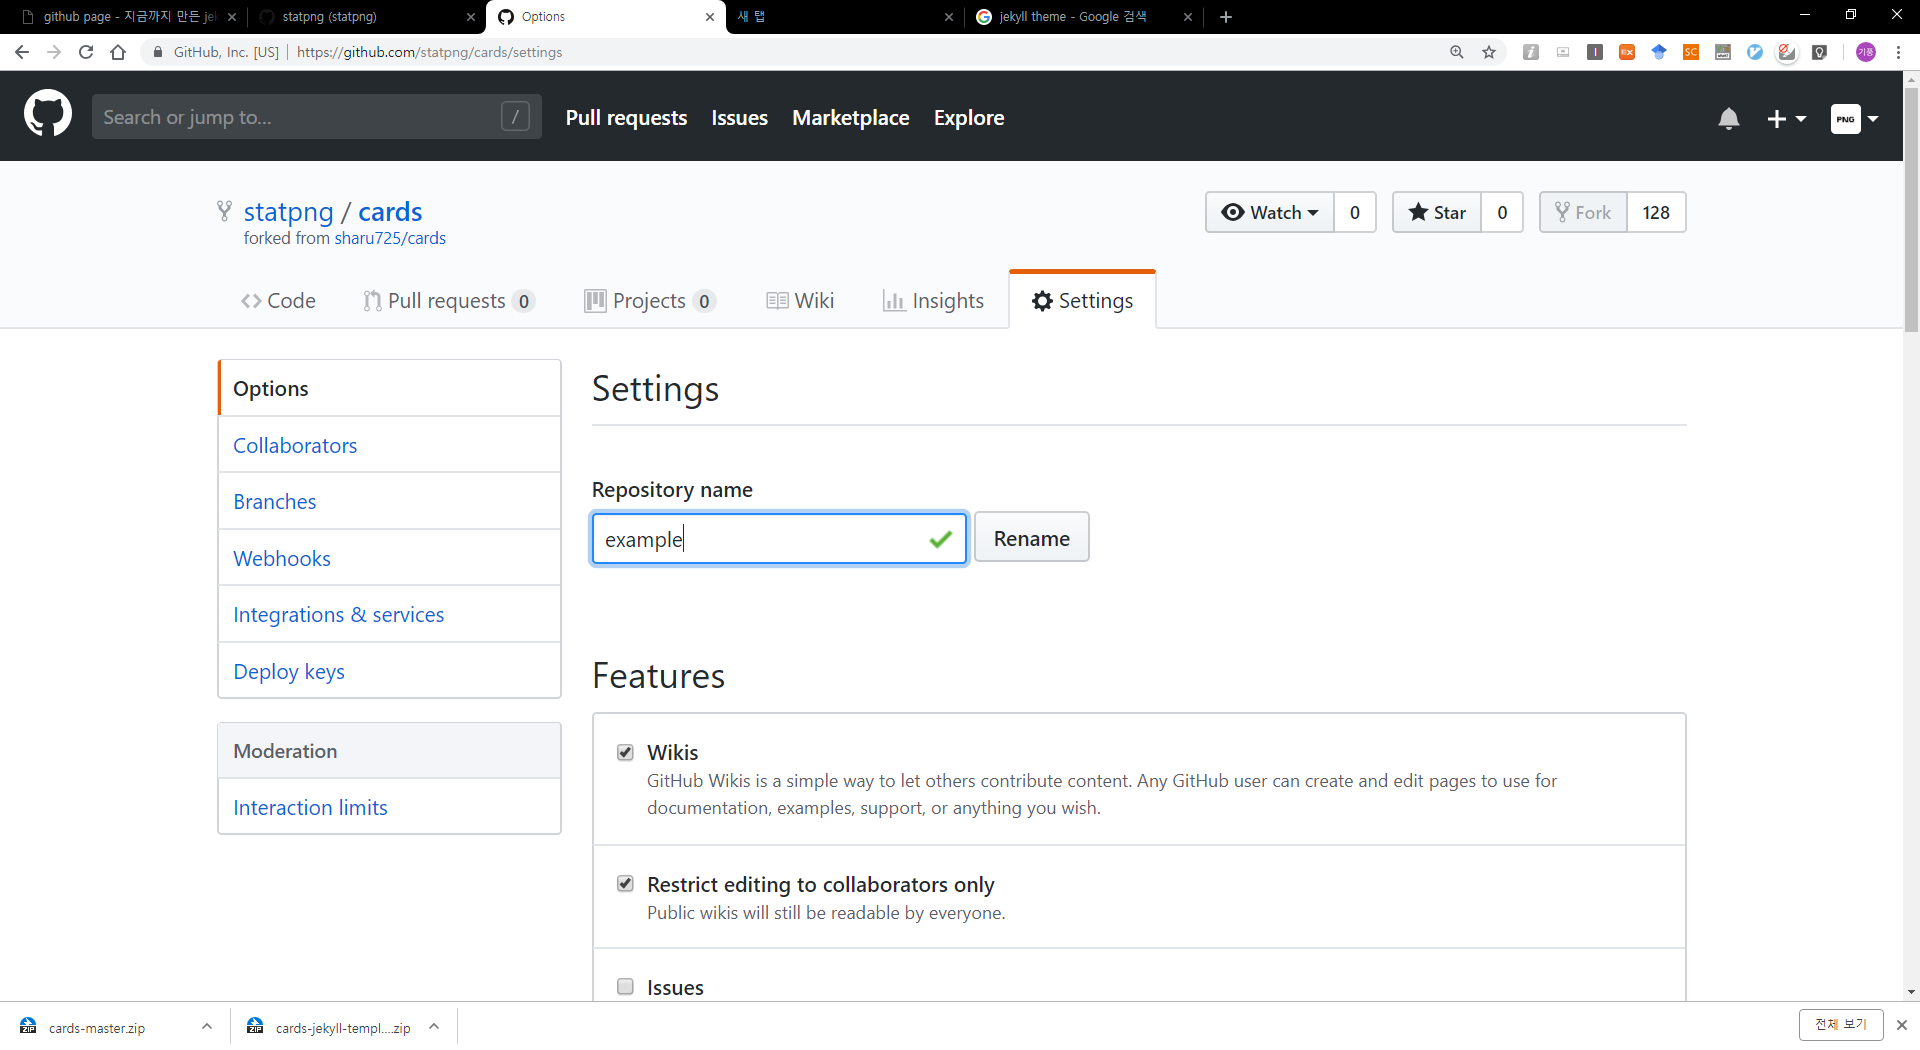 github page - 지금까지 만든 jek
statpng (statpng)
Options
새 탭
jekyll theme - Google 검색
GitHub, Inc. [US]
https://github.com/statpng/cards/settings
기풍
Search or jump to...
/
Pull requests
Issues
Marketplace
Explore
PNG
statpng / cards
forked from sharu725/cards
Watch
0
Star
0
Fork
128
Code
Pull requests 0
Projects 0
Wiki
Insights
Settings
Options
Collaborators
Branches
Webhooks
Integrations & services
Deploy keys
Moderation
Interaction limits
Settings
Repository name
example
Rename
Features
Wikis
GitHub Wikis is a simple way to let others contribute content. Any GitHub user can create and edit pages to use for
documentation, examples, support, or anything you wish.
Restrict editing to collaborators only
Public wikis will still be readable by everyone.
Issues
ZIP
cards-master.zip
ZIP
cards-jekyll-templ....zip
전체 보기